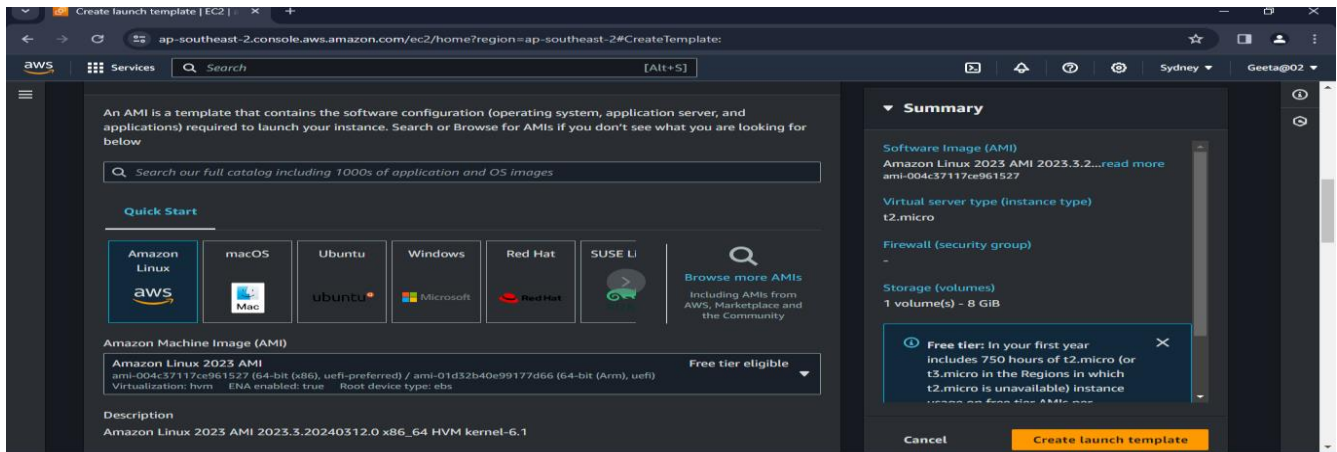 Create launch template | EC2 |
ap-southeast-2.console.aws.amazon.com/ec2/home?region=ap-southeast-2#CreateTemplate:
aws Services Search [Alt+S] Sydney Geeta@02
An AMI is a template that contains the software configuration (operating system, application server, and
applications) required to launch your instance. Search or Browse for AMIs if you don't see what you are looking for
below
Search our full catalog including 1000s of application and OS images
Quick Start
Amazon
Linux
aws
macOS
Mac
Ubuntu
ubuntu
Windows
Microsoft
Red Hat
Red Hat
SUSE Li
Browse more AMIs
Including AMIs from
AWS, Marketplace and
the Community
Amazon Machine Image (AMI)
Amazon Linux 2023 AMI Free tier eligible
ami-004c37117ce961527 (64-bit (x86), uefi-preferred) / ami-01d32b40e99177d66 (64-bit (Arm), uefi)
Virtualization: hvm ENA enabled: true Root device type: ebs
Description
Amazon Linux 2023 AMI 2023.3.20240312.0 x86_64 HVM kernel-6.1
Summary
Software Image (AMI)
Amazon Linux 2023 AMI 2023.3.2...read more
ami-004c37117ce961527
Virtual server type (instance type)
t2.micro
Firewall (security group)
-
Storage (volumes)
1 volume(s) - 8 GiB
Free tier: In your first year
includes 750 hours of t2.micro (or
t3.micro in the Regions in which
t2.micro is unavailable) instance
usage on free tier AMIs per
Cancel
Create launch template